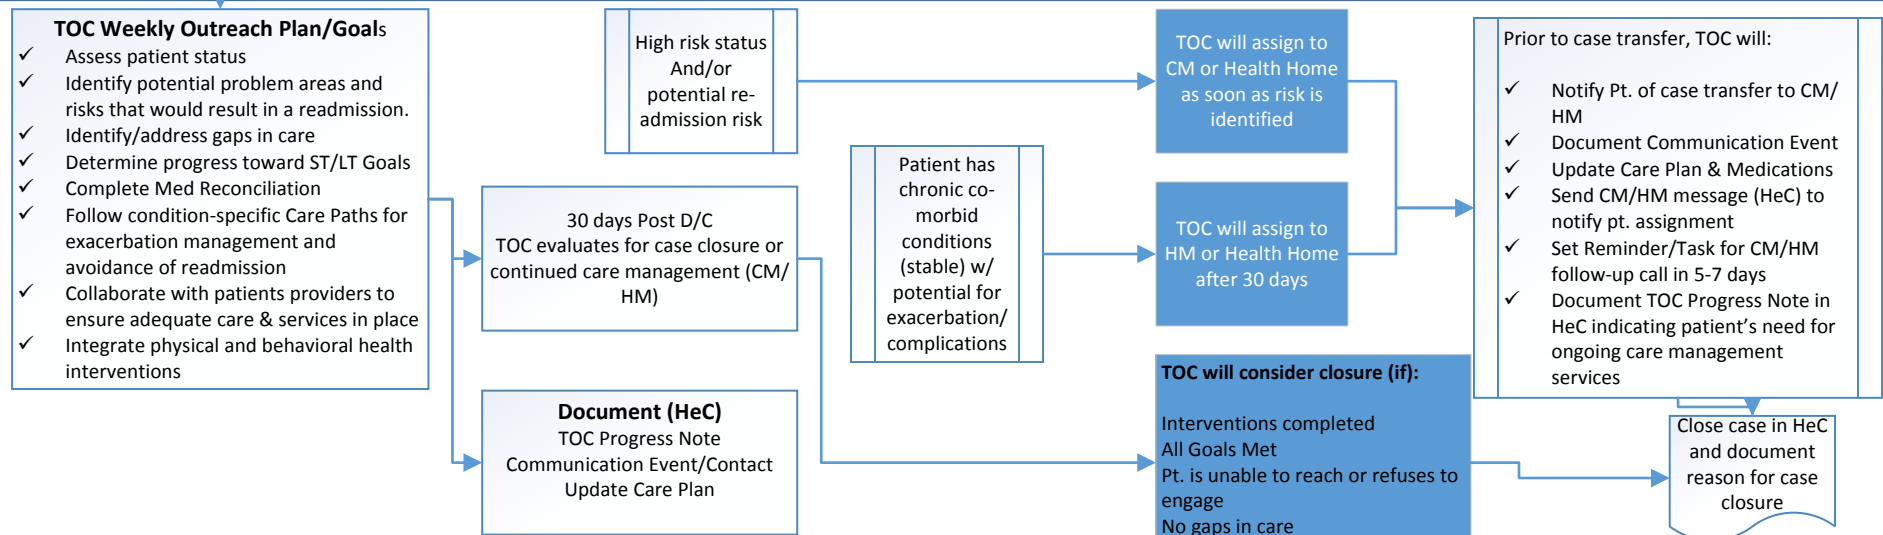 TOC Weekly Outreach Plan/Goals
✓ Assess patient status
✓ Identify potential problem areas and
risks that would result in a readmission.
✓ Identify/address gaps in care
✓ Determine progress toward ST/LT Goals
✓ Complete Med Reconciliation
✓ Follow condition-specific Care Paths for
exacerbation management and
avoidance of readmission
✓ Collaborate with patients providers to
ensure adequate care & services in place
✓ Integrate physical and behavioral health
interventions
30 days Post D/C
TOC evaluates for case closure or
continued care management (CM/
HM)
Document (HeC)
TOC Progress Note
Communication Event/Contact
Update Care Plan
High risk status
And/or
potential re-
admission risk
Patient has
chronic co-
morbid
conditions
(stable) w/
potential for
exacerbation/
complications
TOC will assign to
CM or Health Home
as soon as risk is
identified
TOC will assign to
HM or Health Home
after 30 days
TOC will consider closure (if):
Interventions completed
All Goals Met
Pt. is unable to reach or refuses to
engage
No gaps in care
Prior to case transfer, TOC will:
✓ Notify Pt. of case transfer to CM/
HM
✓ Document Communication Event
✓ Update Care Plan & Medications
✓ Send CM/HM message (HeC) to
notify pt. assignment
✓ Set Reminder/Task for CM/HM
follow-up call in 5-7 days
✓ Document TOC Progress Note in
HeC indicating patient's need for
ongoing care management
services
Close case in HeC
and document
reason for case
closure